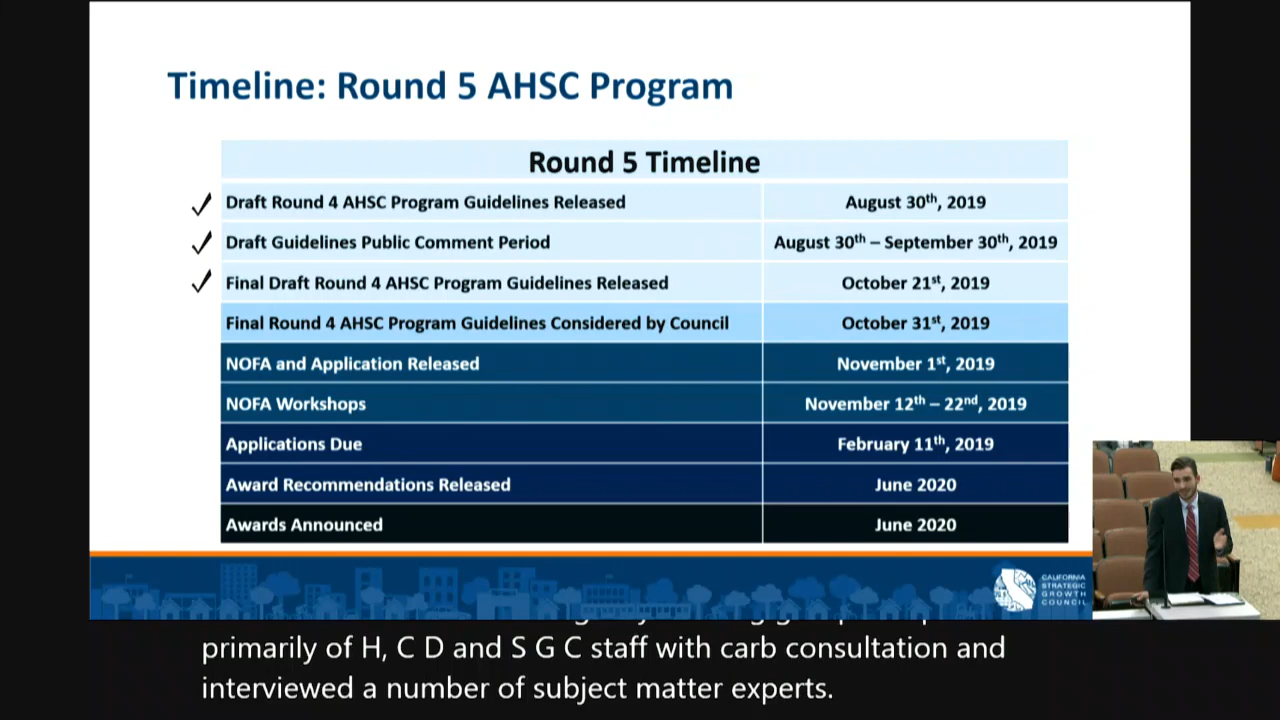 Timeline: Round 5 AHSC Program
Round 5 Timeline
Draft Round 4 AHSC Program Guidelines Released August 30th, 2019
Draft Guidelines Public Comment Period August 30th – September 30th, 2019
Final Draft Round 4 AHSC Program Guidelines Released October 21st, 2019
Final Round 4 AHSC Program Guidelines Considered by Council October 31st, 2019
NOFA and Application Released November 1st, 2019
NOFA Workshops November 12th – 22nd, 2019
Applications Due February 11th, 2019
Award Recommendations Released June 2020
Awards Announced June 2020
CALIFORNIA
STRATEGIC
GROWTH
COUNCIL
primarily of H, C D and S G C staff with carb consultation and
interviewed a number of subject matter experts.